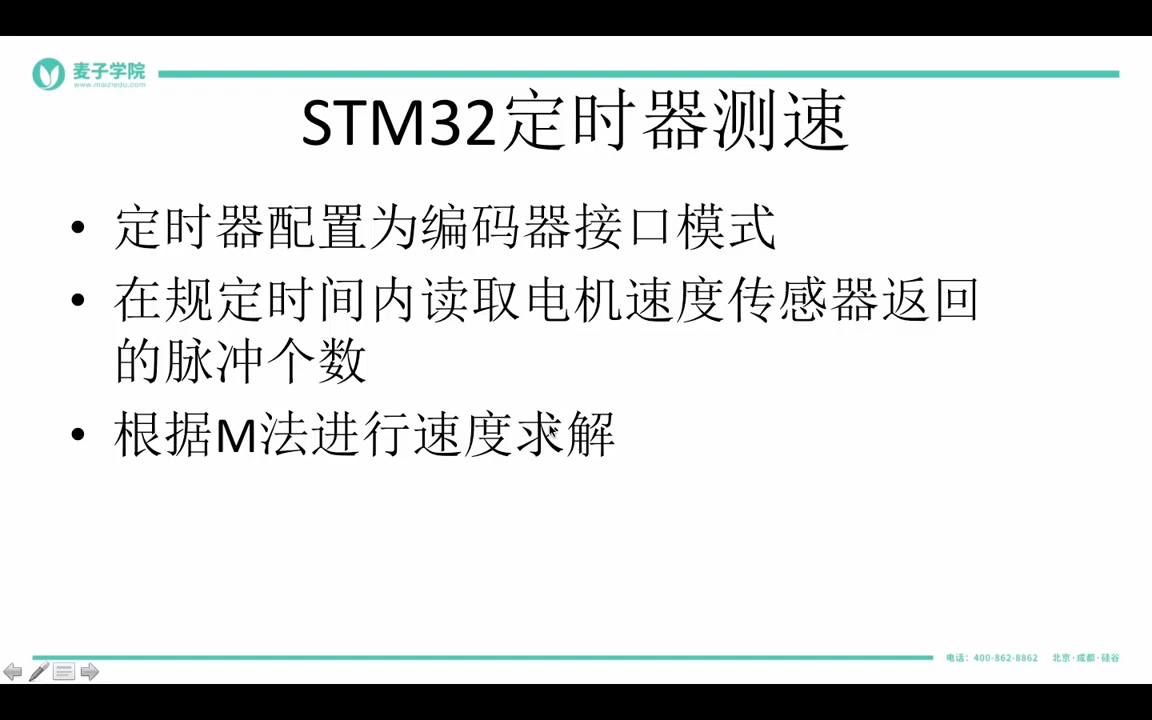 麦子学院
www.maiziedu.com
STM32定时器测速
• 定时器配置为编码器接口模式
• 在规定时间内读取电机速度传感器返回
的脉冲个数
• 根据M法进行速度求解
电话：400-862-8862 北京·成都·硅谷